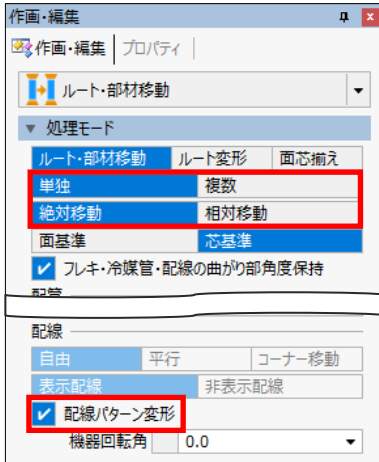 作画・編集
作画・編集 プロパティ
ルート・部材移動
処理モード
ルート・部材移動 ルート変形 面芯揃え
単独 複数
絶対移動 相対移動
面基準 芯基準
フレキ・冷媒管・配線の曲がり部角度保持
配管
配線
自由 平行 コーナー移動
表示配線 非表示配線
配線パターン変形
機器回転角 0.0